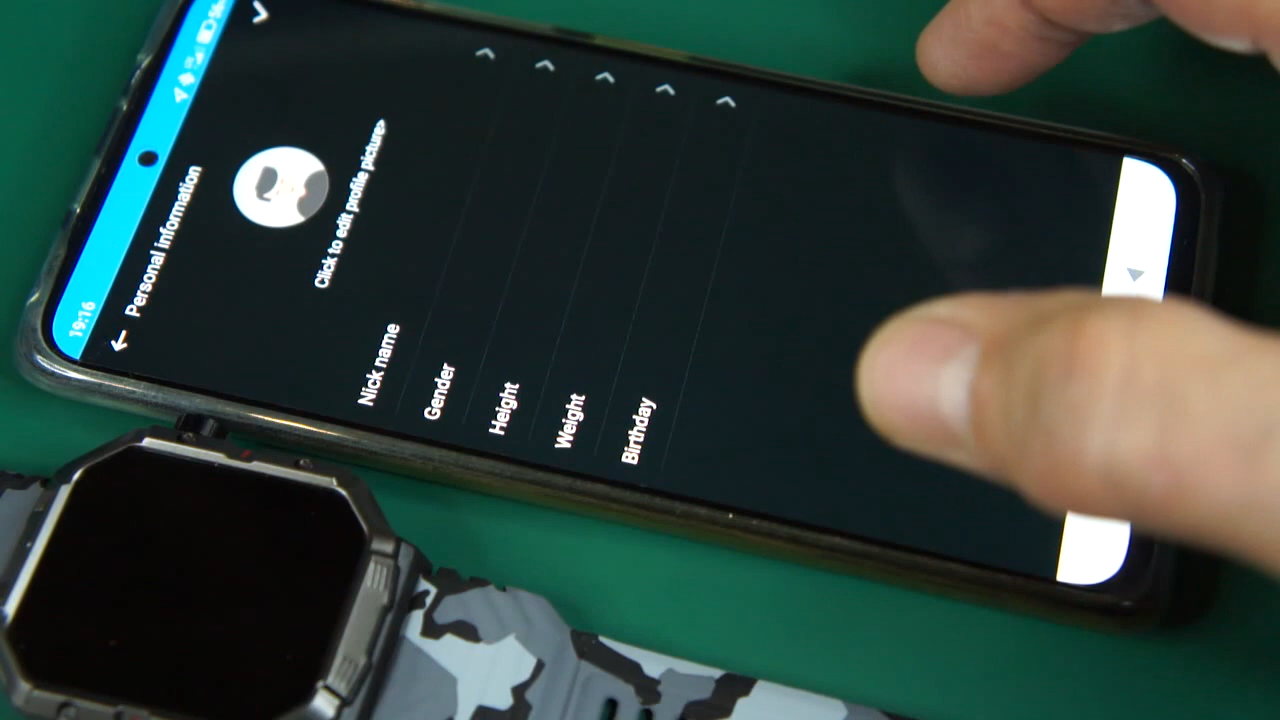 19:16
Personal information
Click to edit profile picture>
Nick name
Gender
Height
Weight
Birthday